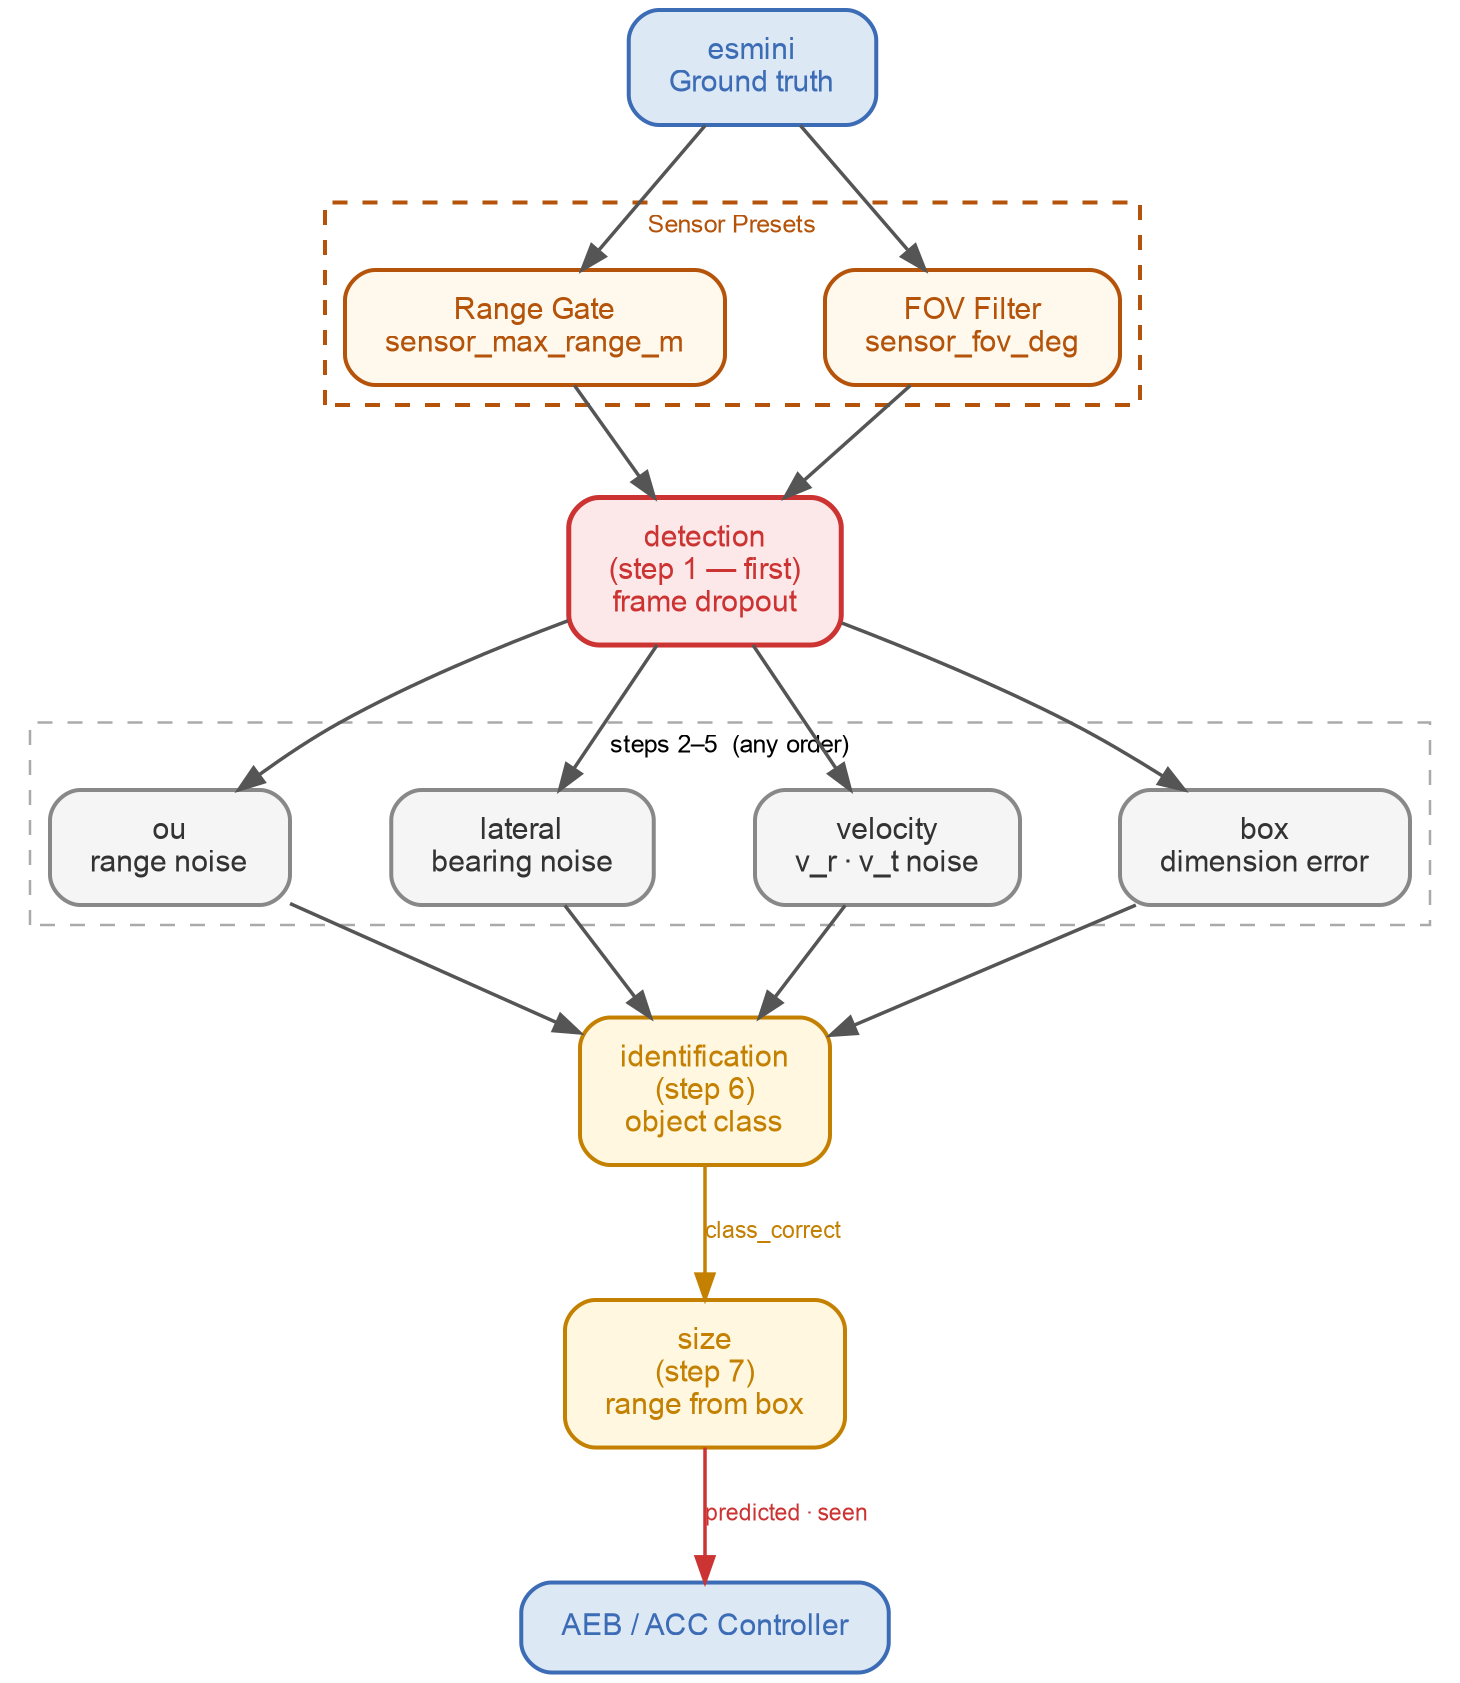 esmini
Ground truth
Sensor Presets
Range Gate
sensor_max_range_m
FOV Filter
sensor_fov_deg
detection
(step 1 — first)
frame dropout
steps 2–5  (any order)
ou
range noise
lateral
bearing noise
velocity
v_r · v_t noise
box
dimension error
identification
(step 6)
object class
class_correct
size
(step 7)
range from box
predicted · seen
AEB / ACC Controller